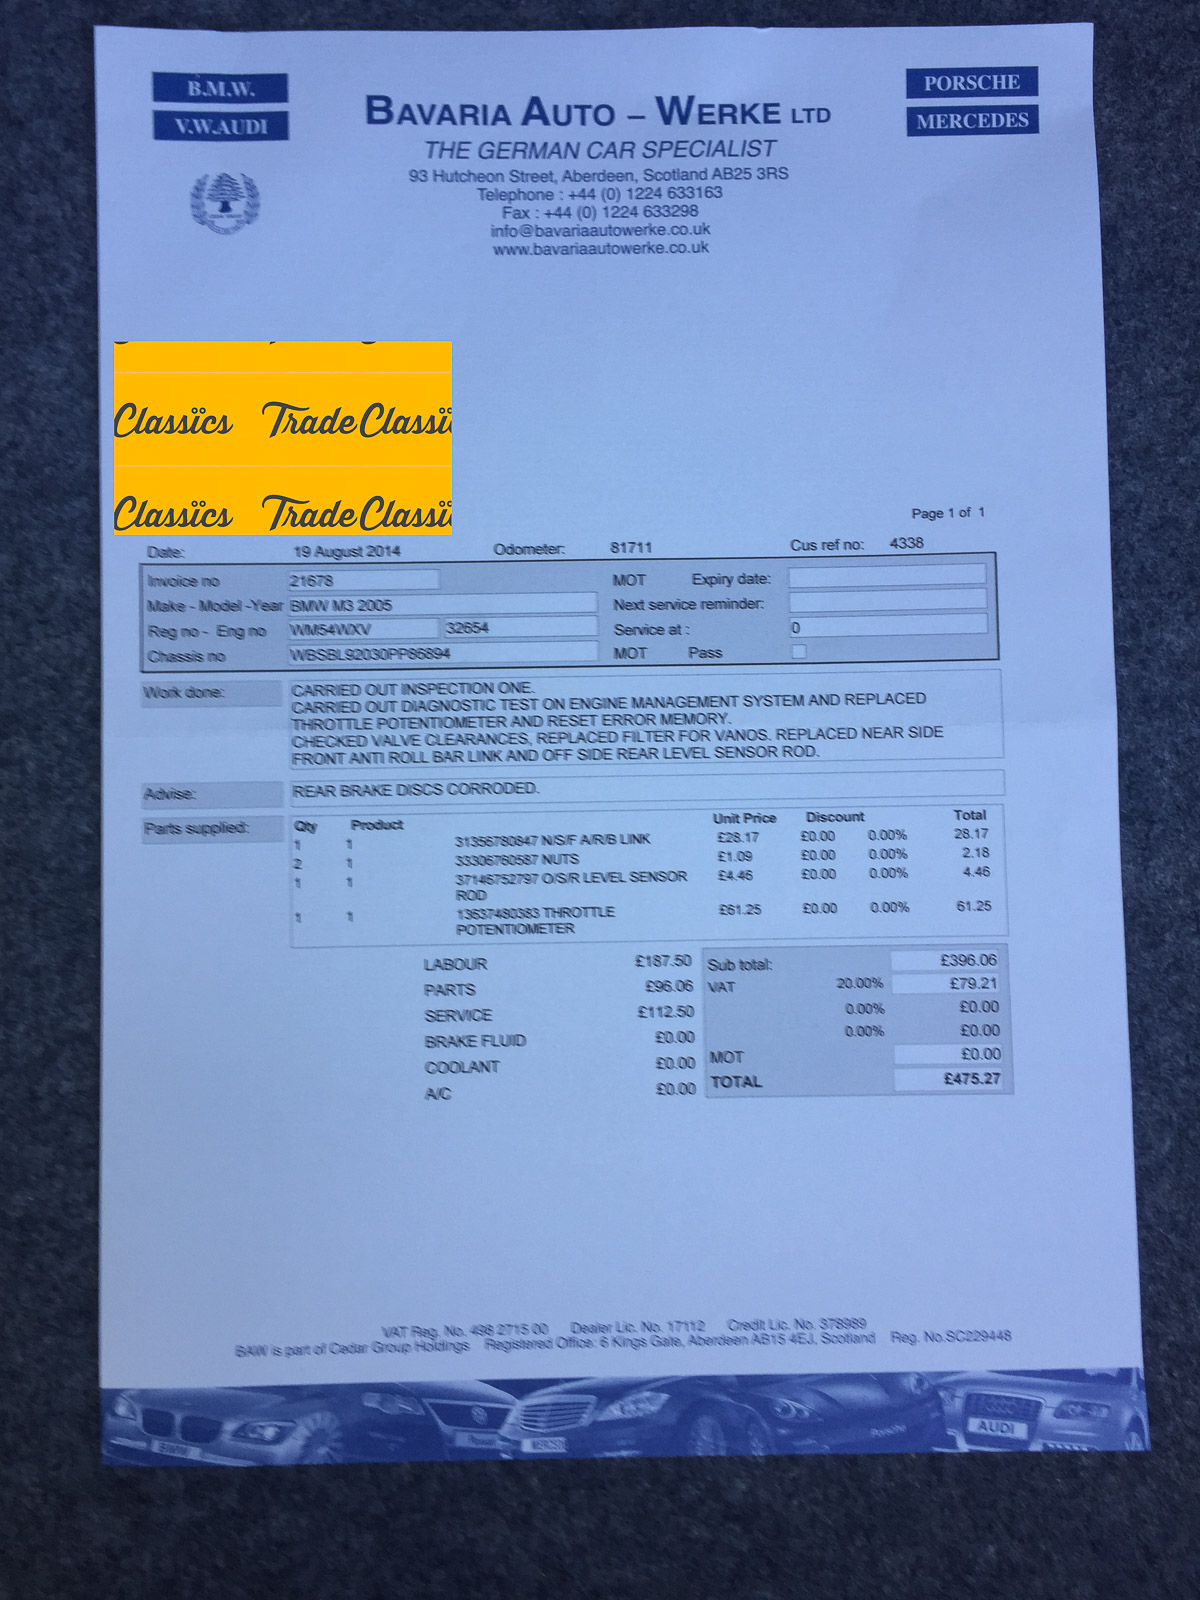 B.M.W.
V.W.AUDI
PORSCHE
MERCEDES
BAVARIA AUTO – WERKE LTD
THE GERMAN CAR SPECIALIST
93 Hutcheon Street, Aberdeen, Scotland AB25 3RS
Telephone : +44 (0) 1224 633163
Fax : +44 (0) 1224 633298
info@bavariaautowerke.co.uk
www.bavariaautowerke.co.uk
Classïcs TradeClassï
Classïcs TradeClassï
Page 1 of 1
Date: 19 August 2014 Odometer: 81711 Cus ref no: 4338
Invoice no 21678 MOT Expiry date:
Make - Model -Year BMW M3 2005 Next service reminder:
Reg no - Eng no WM54WXV 32654 Service at : 0
Chassis no WBSBL92030PP86894 MOT Pass
Work done: CARRIED OUT INSPECTION ONE.
CARRIED OUT DIAGNOSTIC TEST ON ENGINE MANAGEMENT SYSTEM AND REPLACED
THROTTLE POTENTIOMETER AND RESET ERROR MEMORY.
CHECKED VALVE CLEARANCES, REPLACED FILTER FOR VANOS. REPLACED NEAR SIDE
FRONT ANTI ROLL BAR LINK AND OFF SIDE REAR LEVEL SENSOR ROD.
Advise: REAR BRAKE DISCS CORRODED.
Parts supplied: Qty Product Unit Price Discount Total
1 1 31356780847 N/S/F A/R/B LINK £28.17 £0.00 0.00% 28.17
2 1 33306760587 NUTS £1.09 £0.00 0.00% 2.18
1 1 37146752797 O/S/R LEVEL SENSOR £4.46 £0.00 0.00% 4.46
ROD
1 1 13637480383 THROTTLE £61.25 £0.00 0.00% 61.25
POTENTIOMETER
LABOUR £187.50 Sub total: £396.06
PARTS £96.06 VAT 20.00% £79.21
SERVICE £112.50 0.00% £0.00
BRAKE FLUID £0.00 0.00% £0.00
COOLANT £0.00 MOT £0.00
A/C £0.00 TOTAL £475.27
VAT Reg. No. 498 2715 00 Dealer Lic. No. 17112 Credit Lic. No. 378989
BAW is part of Cedar Group Holdings Registered Office: 6 Kings Gate, Aberdeen AB15 4EJ, Scotland Reg. No.SC229448
BMW
MERCEDES
Porsche
AUDI